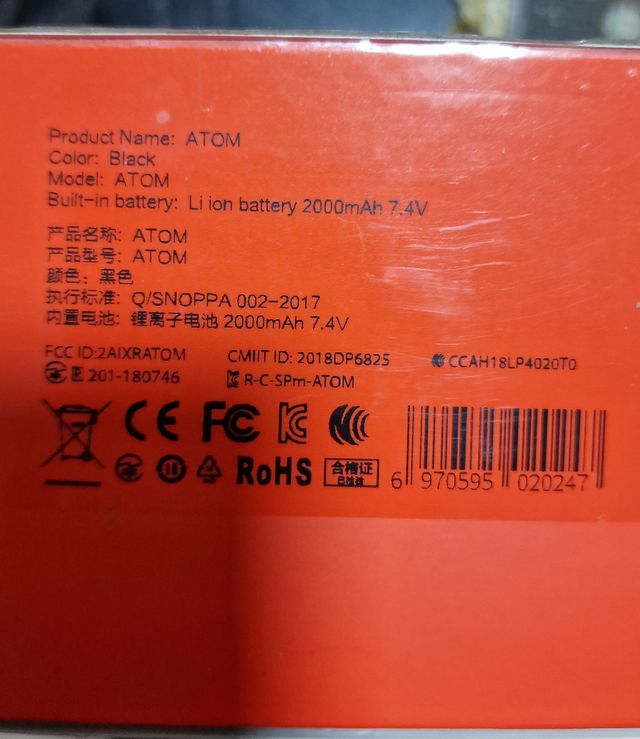 Product Name: ATOM
Color: Black
Model: ATOM
Built-in battery: Li ion battery 2000mAh 7.4V
产品名称: ATOM
产品型号: ATOM
颜色: 黑色
执行标准: Q/SNOPPA 002-2017
内置电池: 锂离子电池 2000mAh 7.4V
FCC ID:2AIXRATOM CMIIT ID: 2018DP6825 CCAH18LP4020T0
R 201-180746 R-C-SPm-ATOM
CE FC
10 RoHS 合格证
6 970595 020247